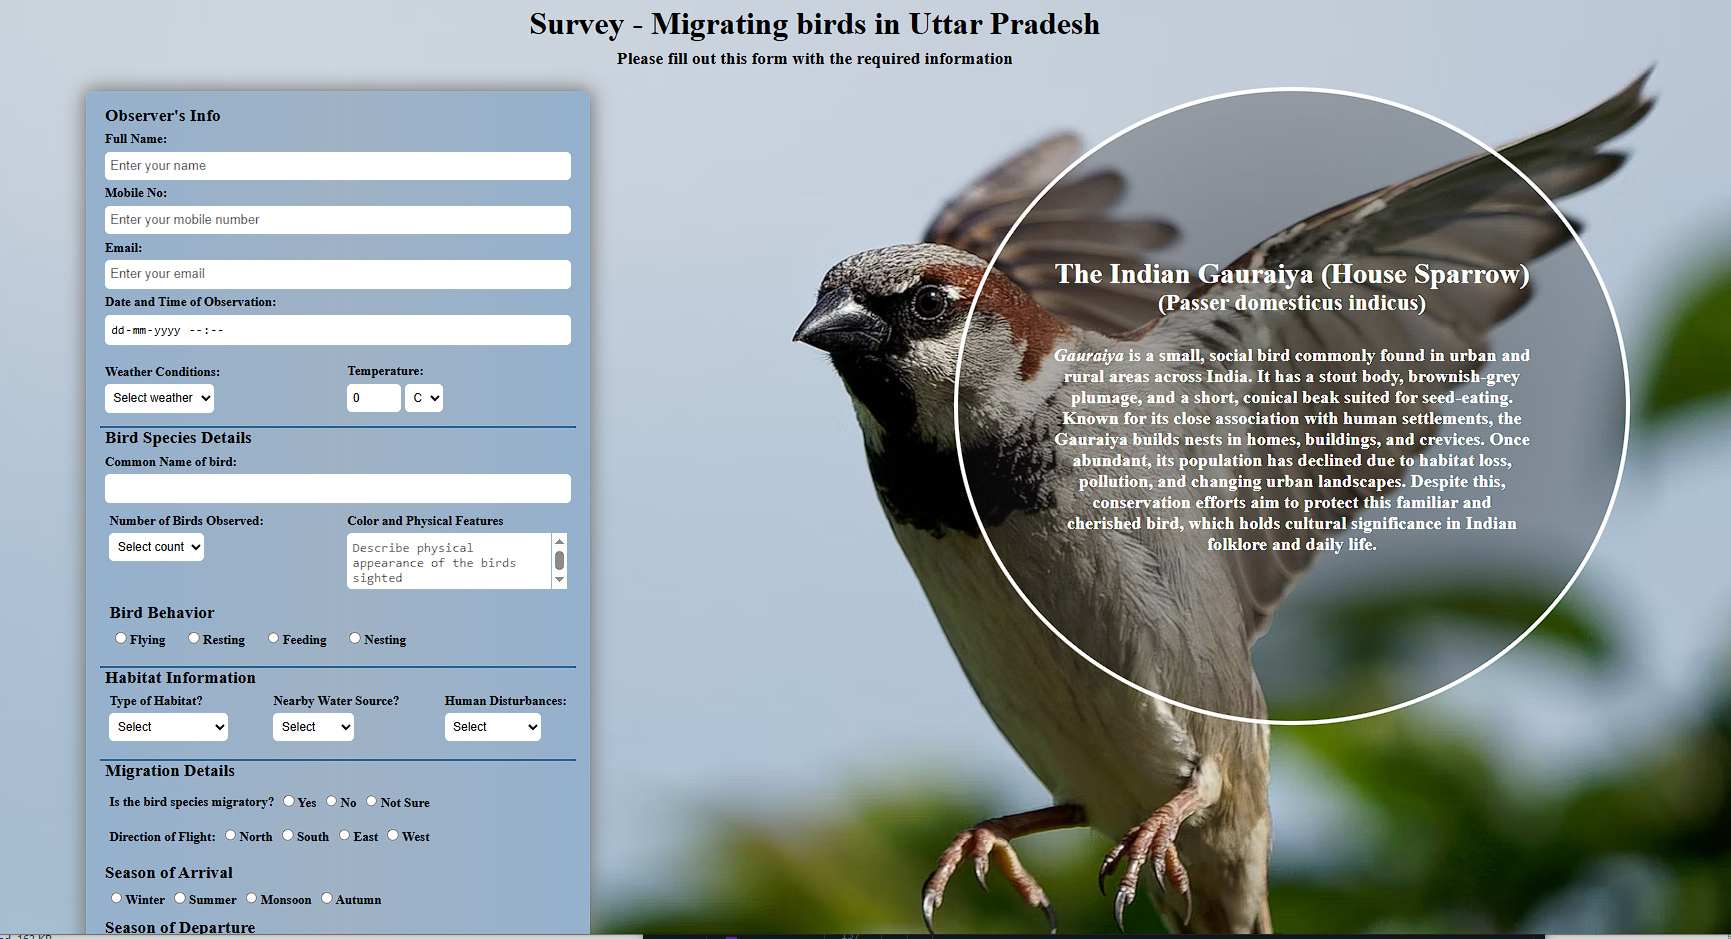 Survey - Migrating birds in Uttar Pradesh
Please fill out this form with the required information
Observer's Info
Full Name:
Enter your name
Mobile No:
Enter your mobile number
Email:
Enter your email
Date and Time of Observation:
dd-mm-yyyy --:--
Weather Conditions: Temperature:
Select weather 0 C
Bird Species Details
Common Name of bird:
Number of Birds Observed: Color and Physical Features
Select count Describe physical
appearance of the birds
sighted
Bird Behavior
Flying Resting Feeding Nesting
Habitat Information
Type of Habitat? Nearby Water Source? Human Disturbances:
Select Select Select
Migration Details
Is the bird species migratory? Yes No Not Sure
Direction of Flight: North South East West
Season of Arrival
Winter Summer Monsoon Autumn
Season of Departure
The Indian Gauraiya (House Sparrow)
(Passer domesticus indicus)
Gauraiya is a small, social bird commonly found in urban and
rural areas across India. It has a stout body, brownish-grey
plumage, and a short, conical beak suited for seed-eating.
Known for its close association with human settlements, the
Gauraiya builds nests in homes, buildings, and crevices. Once
abundant, its population has declined due to habitat loss,
pollution, and changing urban landscapes. Despite this,
conservation efforts aim to protect this familiar and
cherished bird, which holds cultural significance in Indian
folklore and daily life.